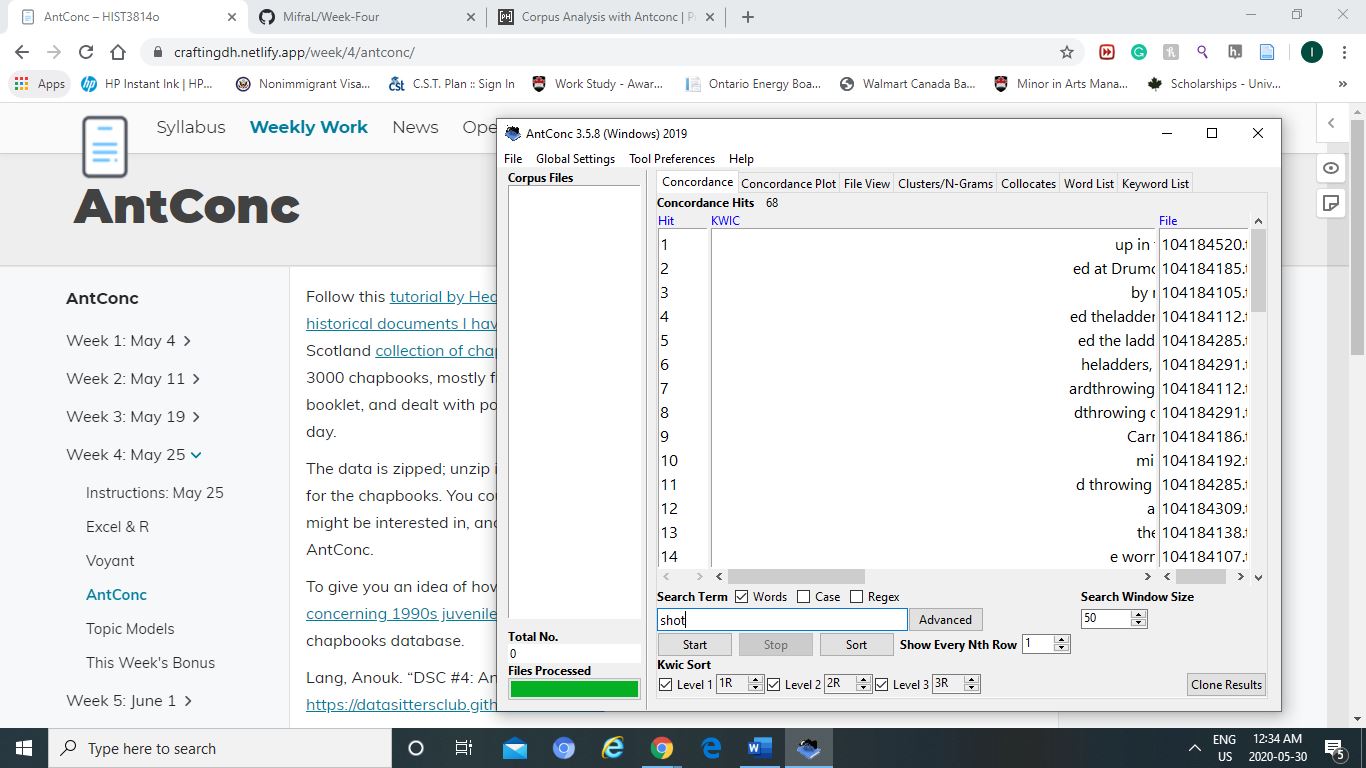 AntConc – HIST3814o
MifraL/Week-Four
Corpus Analysis with Antconc | P
craftingdh.netlify.app/week/4/antconc/
Apps
HP Instant Ink | HP...
Nonimmigrant Visa...
C.S.T. Plan :: Sign In
Work Study - Awar...
Ontario Energy Boa...
Walmart Canada Ba...
Minor in Arts Mana...
Scholarships - Univ...
Syllabus
Weekly Work
News
Ope
AntConc
AntConc
Week 1: May 4
Week 2: May 11
Week 3: May 19
Week 4: May 25
Instructions: May 25
Excel & R
Voyant
AntConc
Topic Models
This Week's Bonus
Week 5: June 1
Follow this tutorial by Hea
historical documents I hav
Scotland collection of chap
3000 chapbooks, mostly f
booklet, and dealt with po
day.
The data is zipped; unzip i
for the chapbooks. You cou
might be interested in, and
AntConc.
To give you an idea of how
concerning 1990s juvenile
chapbooks database.
Lang, Anouk. "DSC #4: An
https://datasittersclub.gith
AntConc 3.5.8 (Windows) 2019
File Global Settings Tool Preferences Help
Corpus Files
Concordance Concordance Plot File View Clusters/N-Grams Collocates Word List Keyword List
Concordance Hits 68
Hit KWIC File
1 up in 104184520.t
2 ed at Drumc 104184185.t
3 by r 104184105.t
4 ed theladder 104184112.t
5 ed the ladd 104184285.t
6 heladders, 104184291.t
7 ardthrowing 104184112.t
8 dthrowing c 104184291.t
9 Carr 104184186.t
10 mi 104184192.t
11 d throwing 104184285.t
12 a 104184309.t
13 the 104184138.t
14 e worr 104184107.t
Search Term Words Case Regex Search Window Size
shot Advanced 50
Start Stop Sort Show Every Nth Row 1
Kwic Sort
Level 1 1R Level 2 2R Level 3 3R Clone Results
Total No.
0
Files Processed
Type here to search
ENG
US
12:34 AM
2020-05-30
5